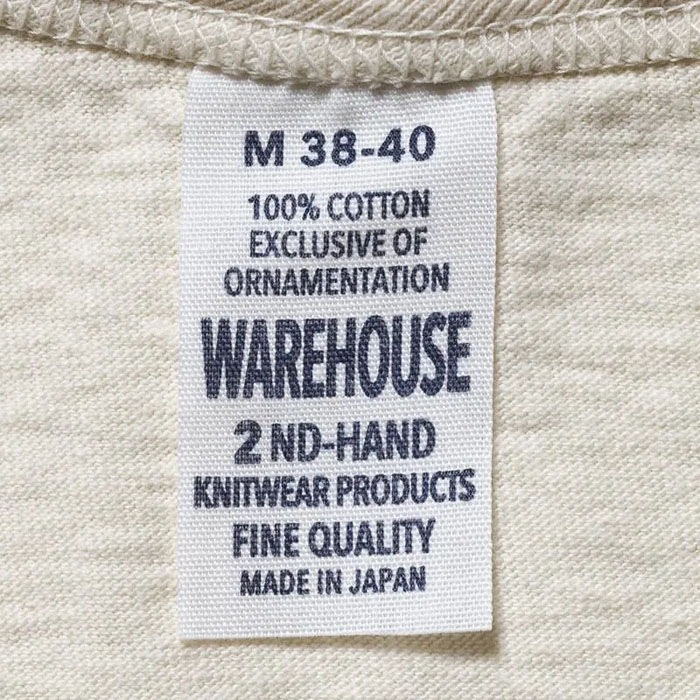 M 38-40
100% COTTON
EXCLUSIVE OF
ORNAMENTATION
WAREHOUSE
2 ND-HAND
KNITWEAR PRODUCTS
FINE QUALITY
MADE IN JAPAN